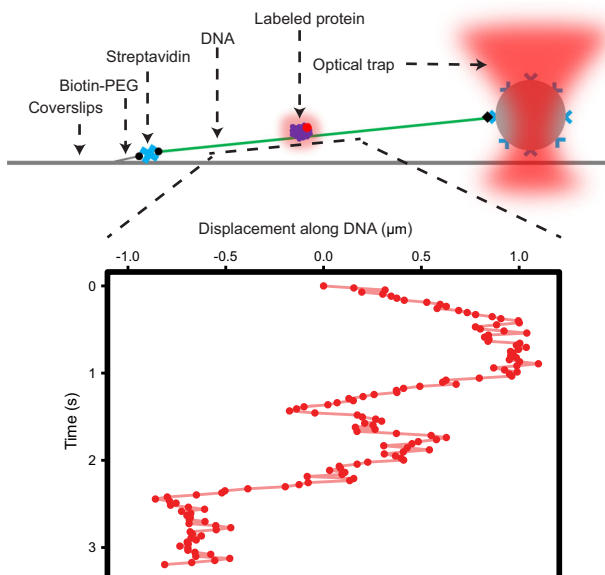 Labeled protein
DNA
Streptavidin
Optical trap
Biotin-PEG
Coverslips
Displacement along DNA (μm)
-1.0 -0.5 0.0 0.5 1.0
0
1
2
3
Time (s)